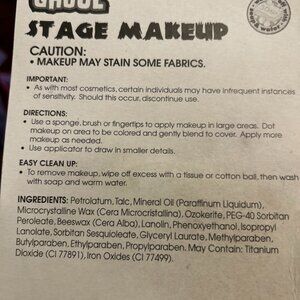 GHOUL
STAGE MAKEUP
CAUTION:
• MAKEUP MAY STAIN SOME FABRICS.
IMPORTANT:
• As with most cosmetics, certain individuals may have infrequent instances
of sensitivity. Should this occur, discontinue use.
DIRECTIONS:
• Use a sponge, brush or fingertips to apply makeup in large areas. Dot
makeup on area to be colored and gently blend to cover. Apply more
makeup as needed.
• Use applicator to draw in smaller details.
EASY CLEAN UP:
• To remove makeup, wipe off excess with a tissue or cotton ball, then wash
with soap and warm water.
INGREDIENTS: Petrolatum, Talc, Mineral Oil (Paraffinum Liquidum),
Microcrystalline Wax (Cera Microcristallina), Ozokerite, PEG-40 Sorbitan
Peroleate, Beeswax (Cera Alba), Lanolin, Phenoxyethanol, Isopropyl
Lanolate, Sorbitan Sesquioleate, Glyceryl Laurate, Methylparaben,
Butylparaben, Ethylparaben, Propylparaben. May Contain: Titanium
Dioxide (CI 77891), Iron Oxides (CI 77499).